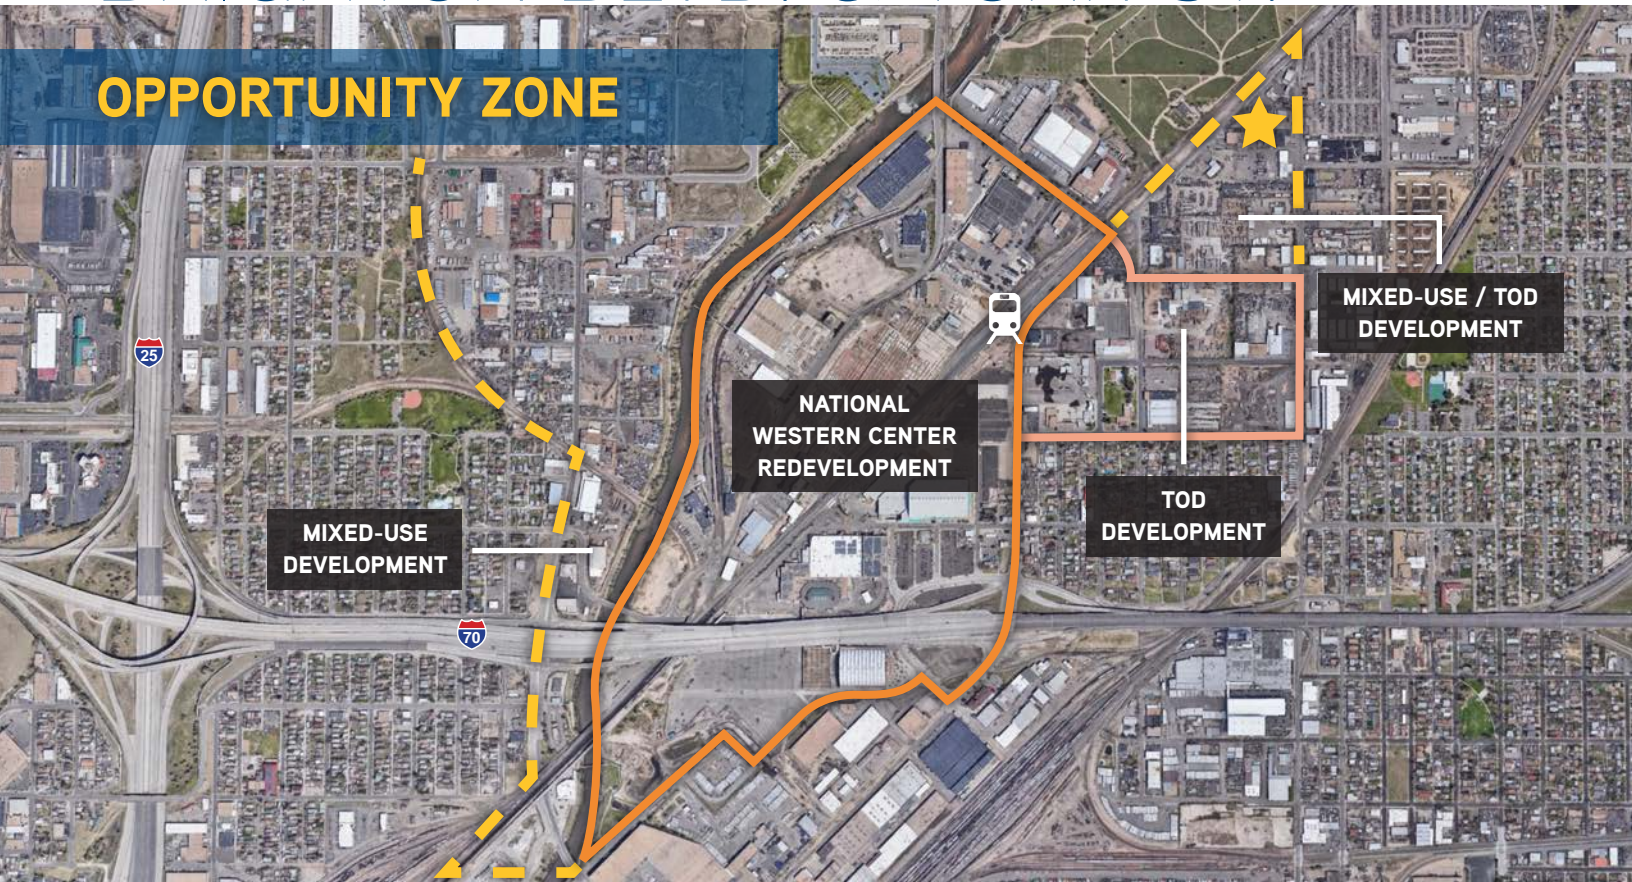 OPPORTUNITY ZONE
25
MIXED-USE / TOD
DEVELOPMENT
NATIONAL
WESTERN CENTER
REDEVELOPMENT
TOD
DEVELOPMENT
MIXED-USE
DEVELOPMENT
70